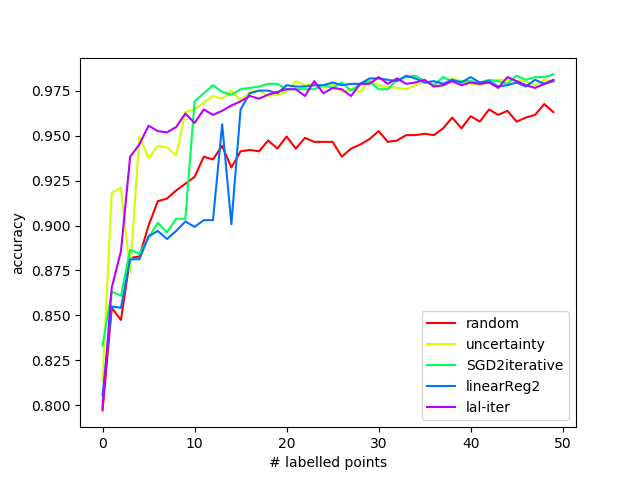 0.975
0.950
0.925
0.900
0.875
0.850
0.825
0.800
accuracy
0 10 20 30 40 50
# labelled points
random
uncertainty
SGD2iterative
linearReg2
lal-iter